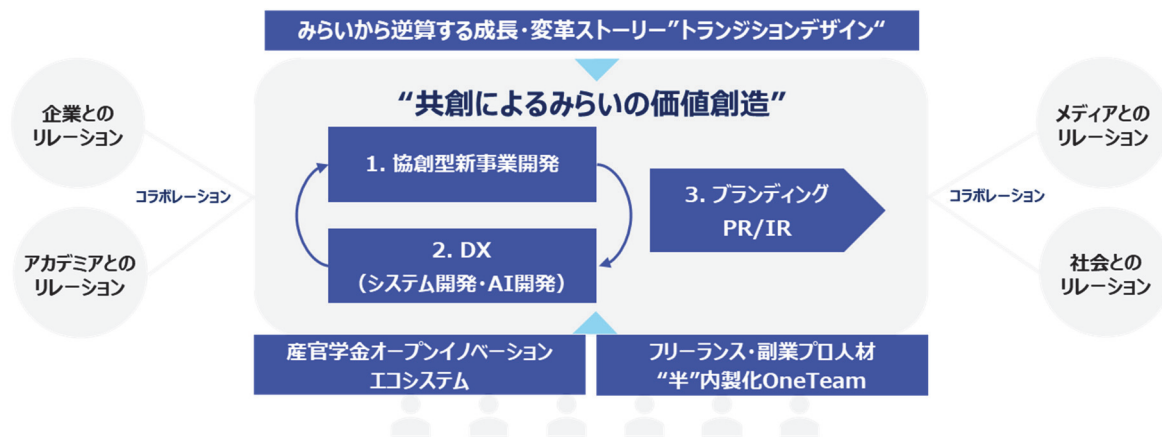 みらいから逆算する成長・変革ストーリー”トランジションデザイン“
“共創によるみらいの価値創造”
企業との
リレーション
コラボレーション
アカデミアとの
リレーション
1. 協創型新事業開発
2. DX
（システム開発・AI開発）
3. ブランディング
PR/IR
メディアとの
リレーション
コラボレーション
社会との
リレーション
産官学金オープンイノベーション
エコシステム
フリーランス・副業プロ人材
“半”内製化OneTeam